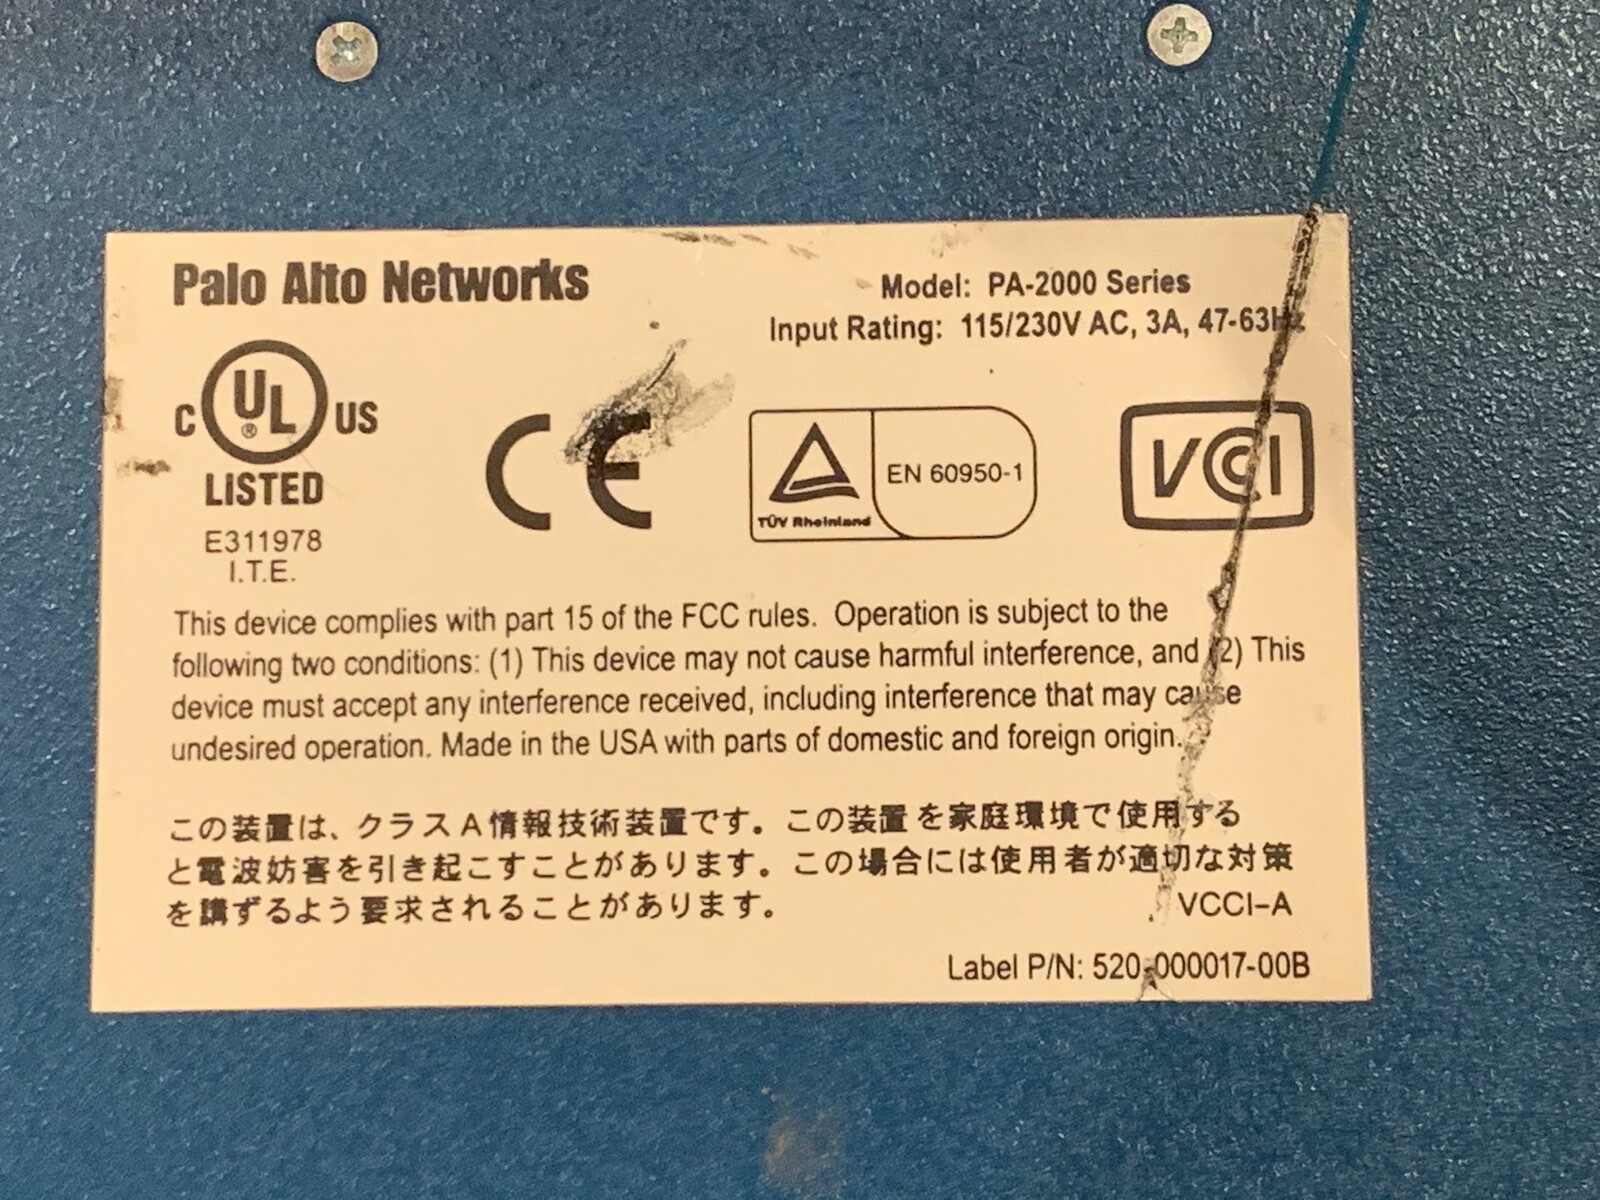 Palo Alto Networks
Model: PA-2000 Series
Input Rating: 115/230V AC, 3A, 47-63Hz
C UL ® US
LISTED
E311978
I.T.E.
CE
TÜV Rheinland
EN 60950-1
VCCI
This device complies with part 15 of the FCC rules. Operation is subject to the
following two conditions: (1) This device may not cause harmful interference, and (2) This
device must accept any interference received, including interference that may cause
undesired operation. Made in the USA with parts of domestic and foreign origin.
この装置は、クラスA情報技術装置です。この装置を家庭環境で使用する
と電波妨害を引き起こすことがあります。この場合には使用者が適切な対策
を講ずるよう要求されることがあります。
VCCI-A
Label P/N: 520-000017-00B